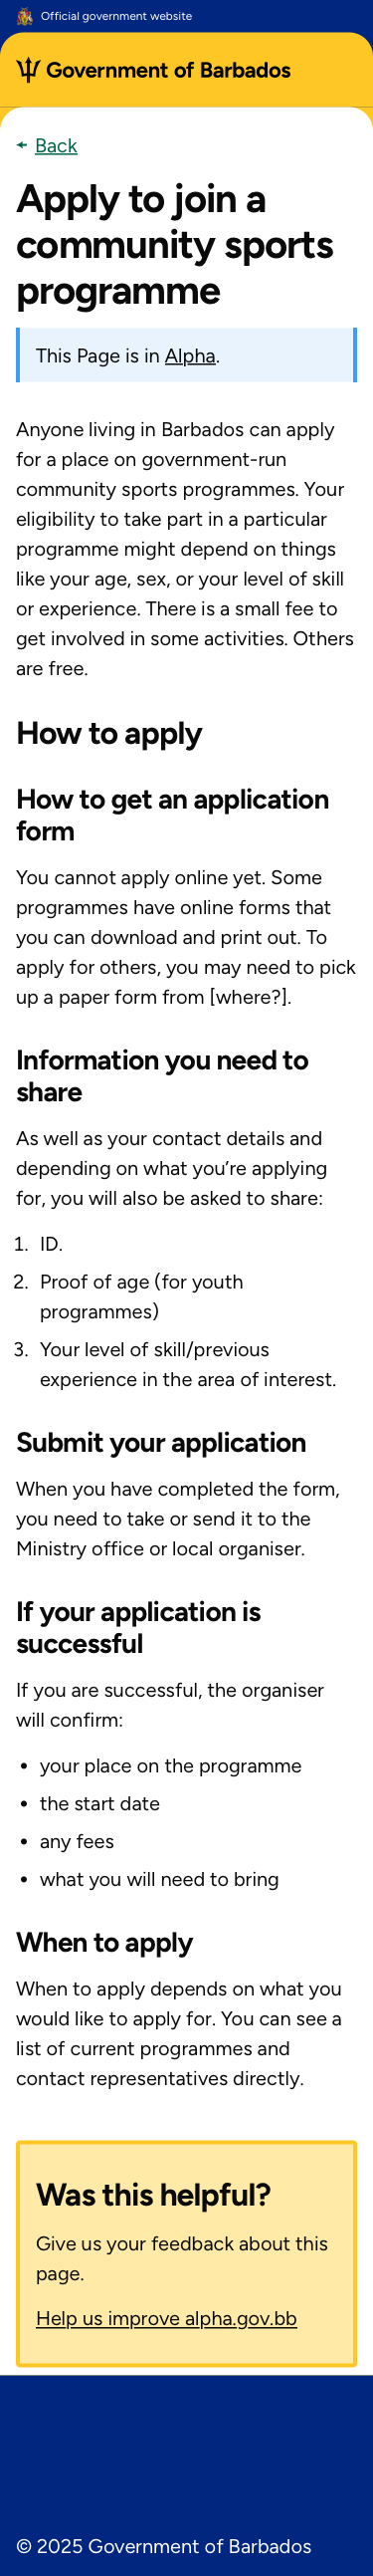 Official government website
Government of Barbados
Back
Apply to join a
community sports
programme
This Page is in Alpha.
Anyone living in Barbados can apply
for a place on government-run
community sports programmes. Your
eligibility to take part in a particular
programme might depend on things
like your age, sex, or your level of skill
or experience. There is a small fee to
get involved in some activities. Others
are free.
How to apply
How to get an application
form
You cannot apply online yet. Some
programmes have online forms that
you can download and print out. To
apply for others, you may need to pick
up a paper form from [where?].
Information you need to
share
As well as your contact details and
depending on what you’re applying
for, you will also be asked to share:
1. ID.
2. Proof of age (for youth
programmes)
3. Your level of skill/previous
experience in the area of interest.
Submit your application
When you have completed the form,
you need to take or send it to the
Ministry office or local organiser.
If your application is
successful
If you are successful, the organiser
will confirm:
• your place on the programme
• the start date
• any fees
• what you will need to bring
When to apply
When to apply depends on what you
would like to apply for. You can see a
list of current programmes and
contact representatives directly.
Was this helpful?
Give us your feedback about this
page.
Help us improve alpha.gov.bb
© 2025 Government of Barbados